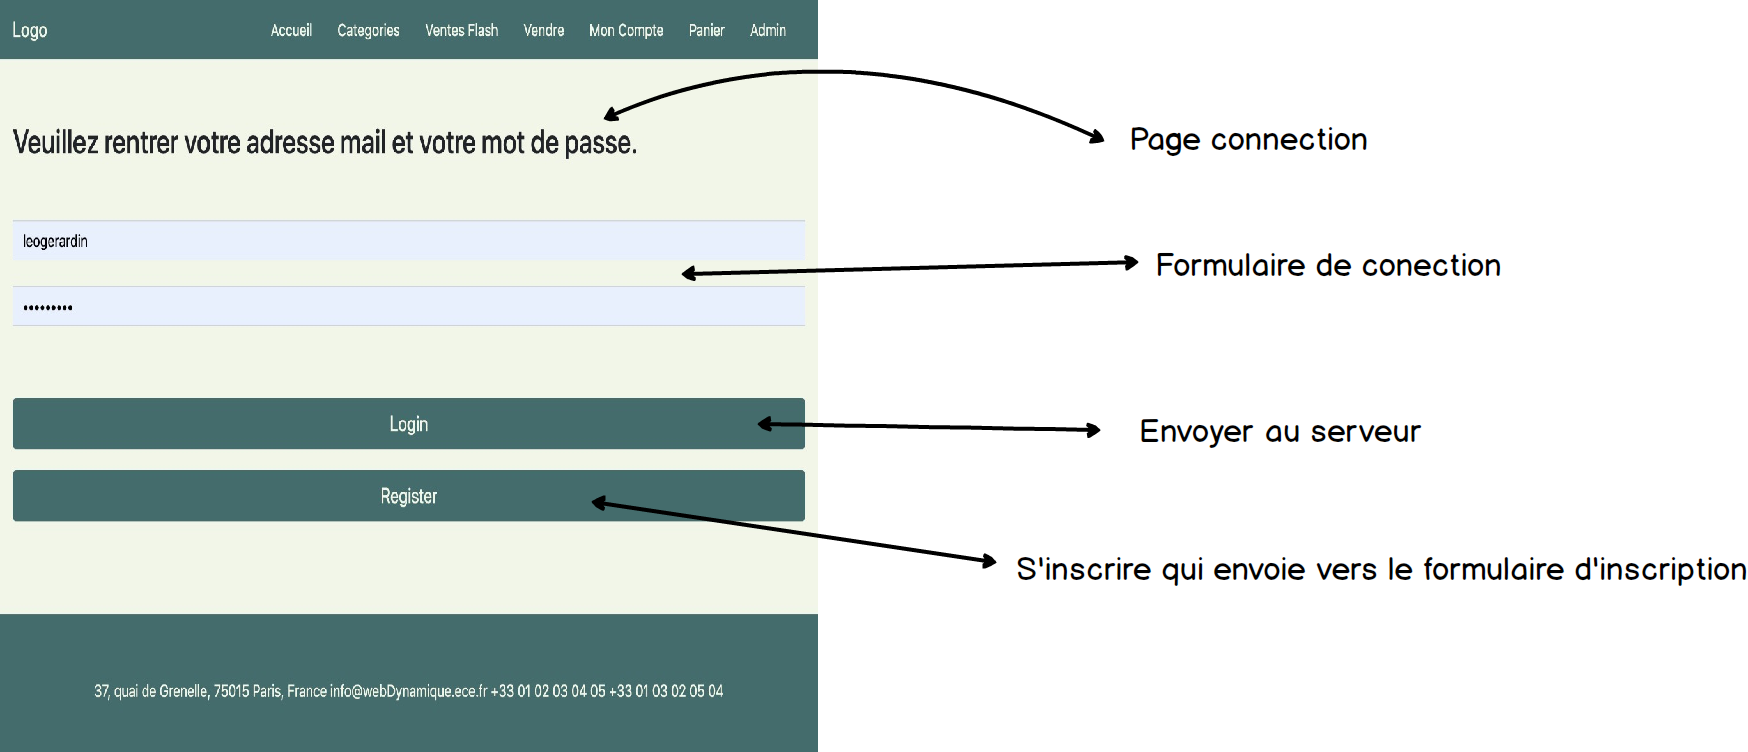 Logo
Accueil Categories Ventes Flash Vendre Mon Compte Panier Admin
Veuillez rentrer votre adresse mail et votre mot de passe.
Page connection
leogerardin
Formulaire de conection
•••••••••
Login
Envoyer au serveur
Register
S'inscrire qui envoie vers le formulaire d'inscription
37, quai de Grenelle, 75015 Paris, France info@webDynamique.ece.fr +33 01 02 03 04 05 +33 01 03 02 05 04